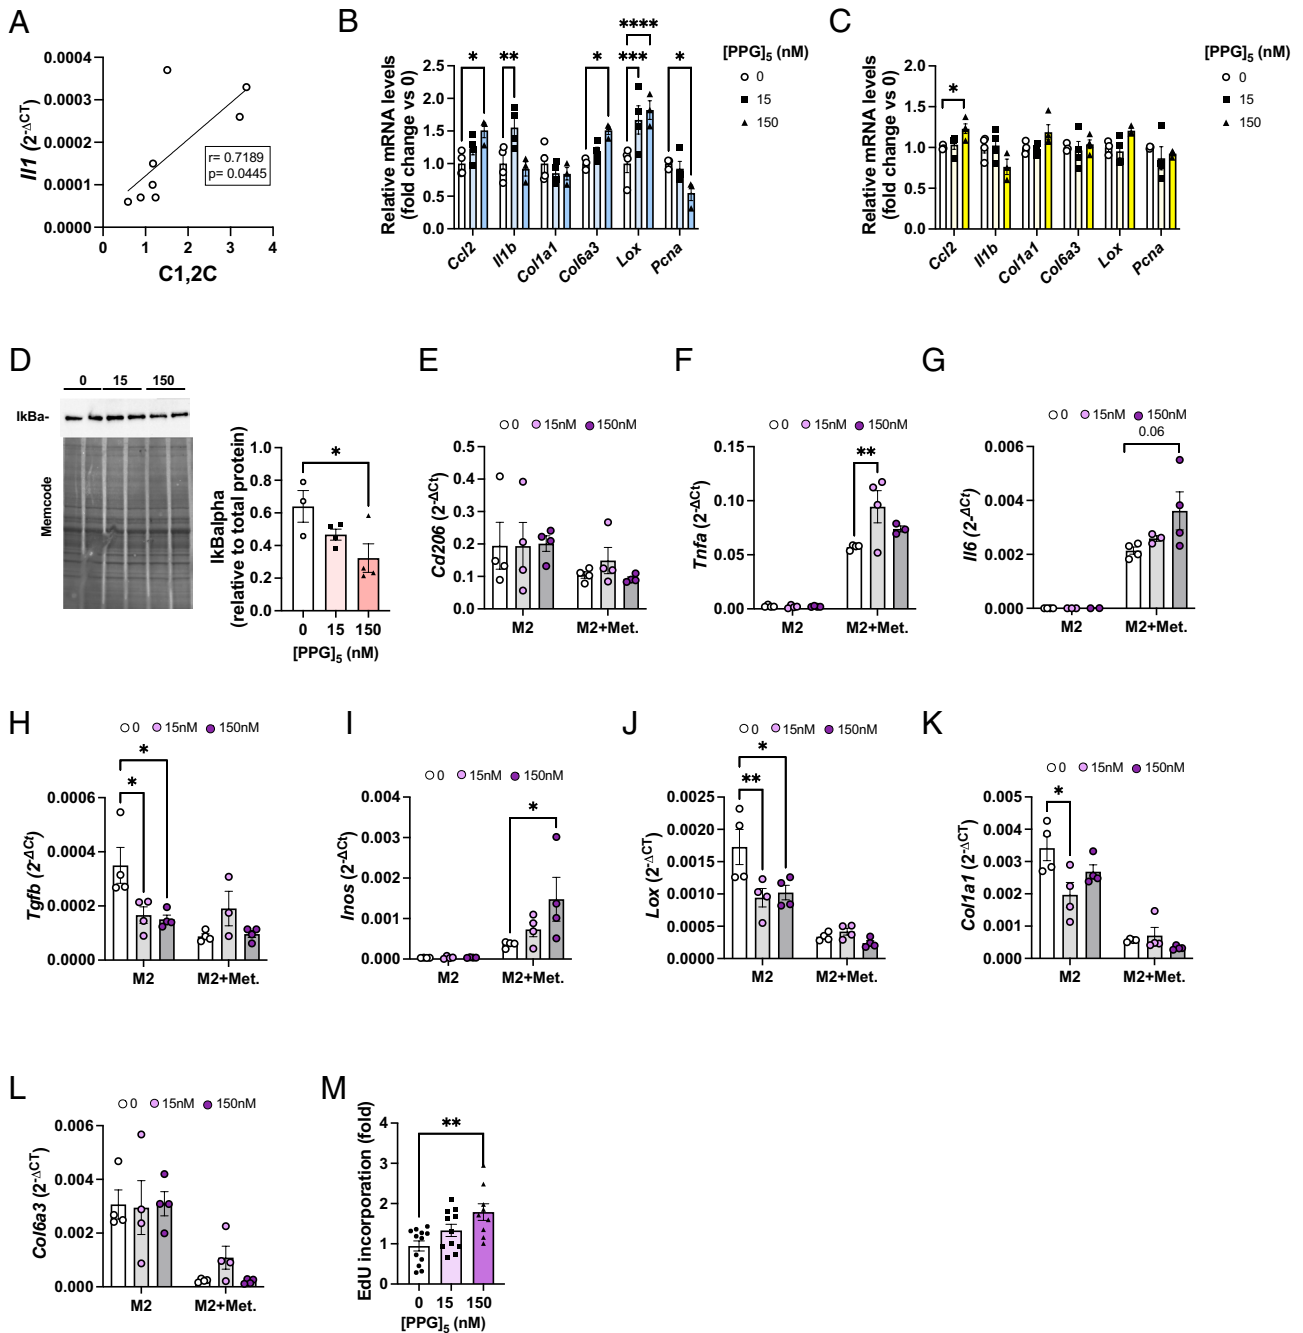 A
Il1 (2-ΔCT)
0.0004
0.0003
0.0002
0.0001
0.0000
r= 0.7189
p= 0.0445
0 1 2 3 4
C1,2C
B
Relative mRNA levels
(fold change vs 0)
2.5
2.0
1.5
1.0
0.5
0.0
* ** * *** **** *
Ccl2 Il1b Col1a1 Col6a3 Lox Pcna
[PPG]5 (nM)
0
15
150
C
Relative mRNA levels
(fold change vs 0)
2.0
1.5
1.0
0.5
0.0
*
Ccl2 Il1b Col1a1 Col6a3 Lox Pcna
[PPG]5 (nM)
0
15
150
D
0 15 150
IkBa-
Memcode
IkBalpha
(relative to total protein)
1.0
0.8
0.6
0.4
0.2
0.0
*
0 15 150
[PPG]5 (nM)
E
0 15nM 150nM
Cd206 (2-ΔCt)
0.5
0.4
0.3
0.2
0.1
0.0
M2 M2+Met.
F
0 15nM 150nM
Tnfa (2-ΔCt)
0.15
0.10
0.05
0.00
**
M2 M2+Met.
G
0 15nM 150nM
0.06
Il6 (2-ΔCt)
0.006
0.004
0.002
0.000
M2 M2+Met.
H
0 15nM 150nM
*
*
Tgfb (2-ΔCt)
0.0006
0.0004
0.0002
0.0000
M2 M2+Met.
I
0 15nM 150nM
Inos (2-ΔCt)
0.004
0.003
0.002
0.001
0.000
*
M2 M2+Met.
J
0 15nM 150nM
*
**
Lox (2-ΔCT)
0.0025
0.0020
0.0015
0.0010
0.0005
0.0000
M2 M2+Met.
K
0 15nM 150nM
*
Col1a1 (2-ΔCT)
0.005
0.004
0.003
0.002
0.001
0.000
M2 M2+Met.
L
0 15nM 150nM
Col6a3 (2-ΔCT)
0.006
0.004
0.002
0.000
M2 M2+Met.
M
EdU incorporation (fold)
4
3
2
1
0
**
0 15 150
[PPG]5 (nM)